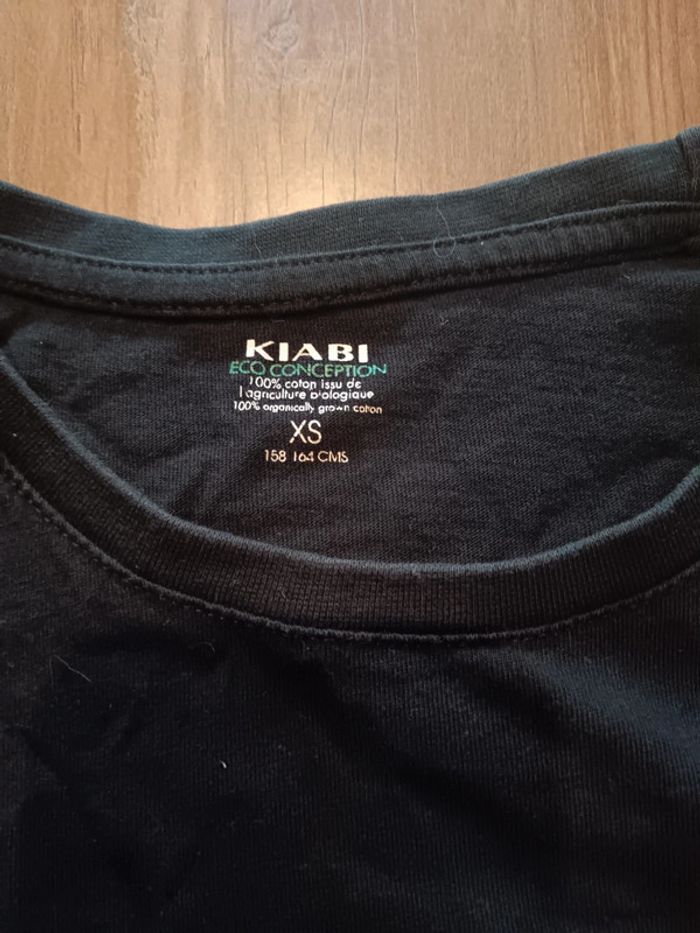 KIABI
ECO CONCEPTION
100% coton issu de
l agriculture biologique
100% organically grown cotton
XS
158 164 CMS